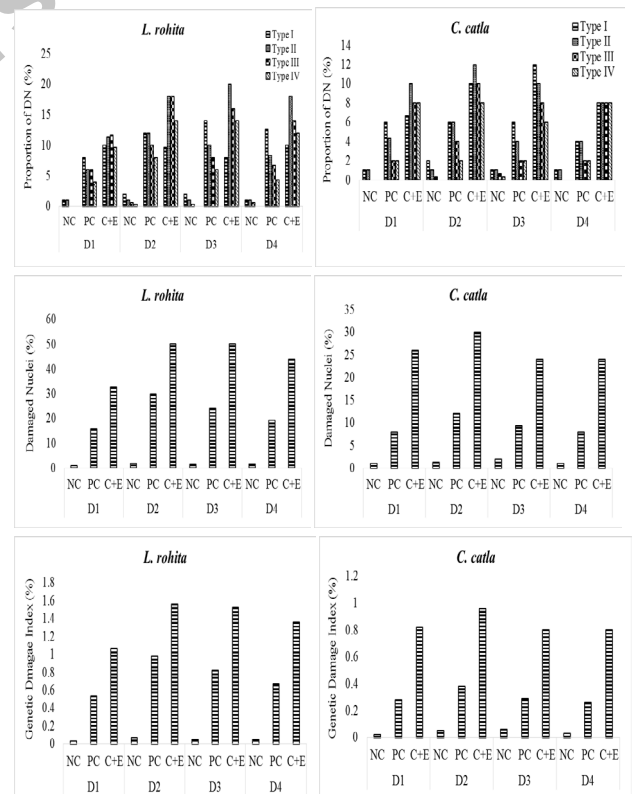 L. rohita
Type I
Type II
Type III
Type IV
Proportion of DN (%)
25
20
15
10
5
0
NC PC C+E NC PC C+E NC PC C+E NC PC C+E
D1 D2 D3 D4
C. catla
Type I
Type II
Type III
Type IV
Proportion of DN (%)
14
12
10
8
6
4
2
0
NC PC C+E NC PC C+E NC PC C+E NC PC C+E
D1 D2 D3 D4
L. rohita
Damaged Nuclei (%)
60
50
40
30
20
10
0
NC PC C+E NC PC C+E NC PC C+E NC PC C+E
D1 D2 D3 D4
C. catla
Damaged Nuclei (%)
35
30
25
20
15
10
5
0
NC PC C+E NC PC C+E NC PC C+E NC PC C+E
D1 D2 D3 D4
L. rohita
Genetic Dmagae Index (%)
1.8
1.6
1.4
1.2
1
0.8
0.6
0.4
0.2
0
NC PC C+E NC PC C+E NC PC C+E NC PC C+E
D1 D2 D3 D4
C. catla
Genetic Damage Index (%)
1.2
1
0.8
0.6
0.4
0.2
0
NC PC C+E NC PC C+E NC PC C+E NC PC C+E
D1 D2 D3 D4